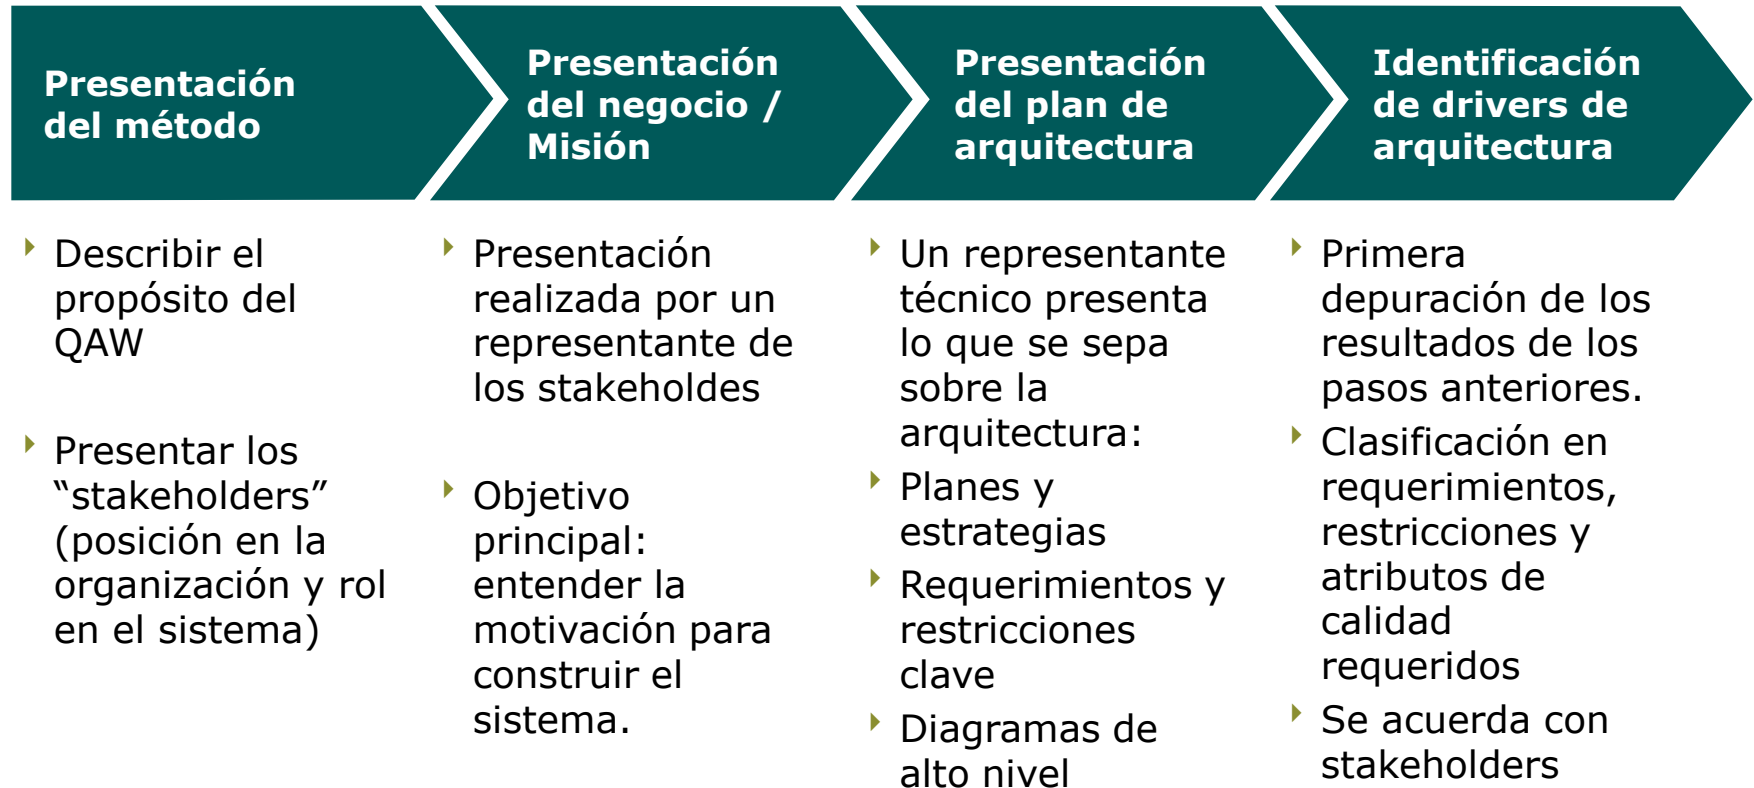 Presentación
del método
Presentación
del negocio /
Misión
Presentación
del plan de
arquitectura
Identificación
de drivers de
arquitectura
Describir el
propósito del
QAW
Presentar los
“stakeholders”
(posición en la
organización y rol
en el sistema)
Presentación
realizada por un
representante de
los stakeholdes
Objetivo
principal:
entender la
motivación para
construir el
sistema.
Un representante
técnico presenta
lo que se sepa
sobre la
arquitectura:
Planes y
estrategias
Requerimientos y
restricciones
clave
Diagramas de
alto nivel
Primera
depuración de los
resultados de los
pasos anteriores.
Clasificación en
requerimientos,
restricciones y
atributos de
calidad
requeridos
Se acuerda con
stakeholders